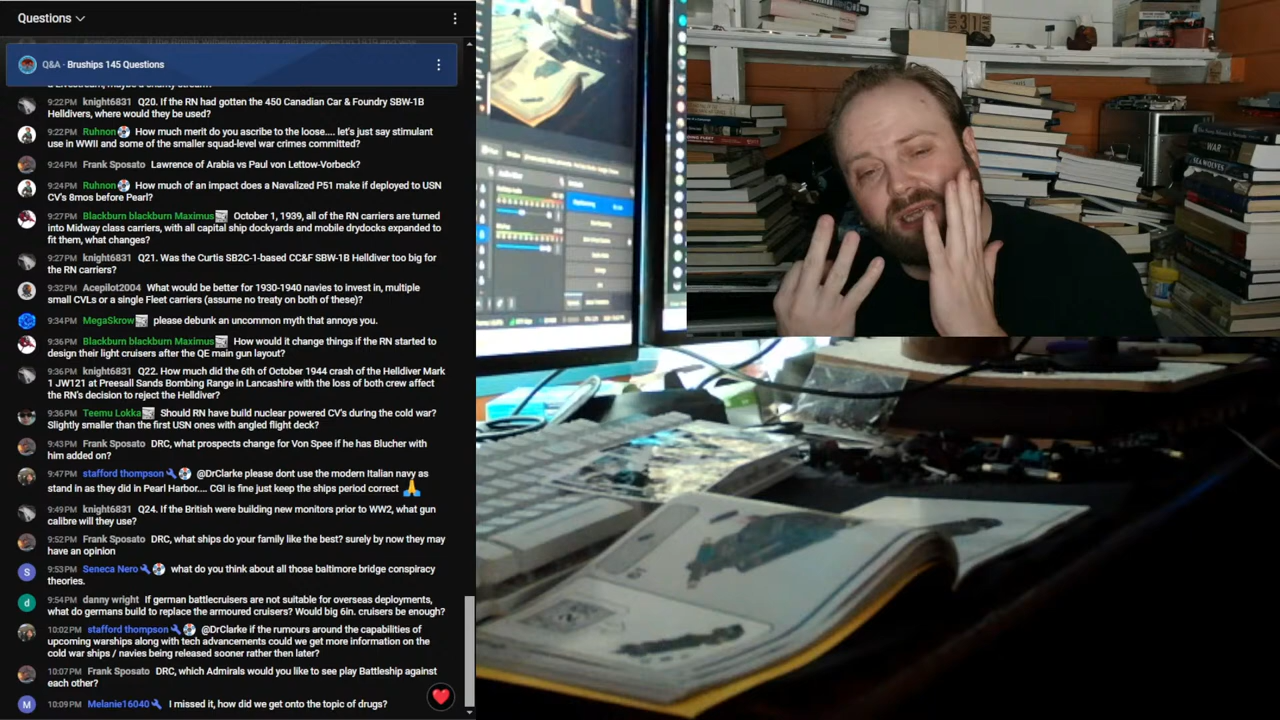 Questions
Q&A · Bruships 145 Questions
9:22PM knight6831 Q20. If the RN had gotten the 450 Canadian Car & Foundry SBW-1B
Helldivers, where would they be used?
9:22PM Ruhnon How much merit do you ascribe to the loose.... let's just say stimulant
use in WWII and some of the smaller squad-level war crimes committed?
9:24PM Frank Sposato Lawrence of Arabia vs Paul von Lettow-Vorbeck?
9:24PM Ruhnon How much of an impact does a Navalized P51 make if deployed to USN
CV's 8mos before Pearl?
9:27PM Blackburn blackburn Maximus October 1, 1939, all of the RN carriers are turned
into Midway class carriers, with all capital ship dockyards and mobile drydocks expanded to
fit them, what changes?
9:27PM knight6831 Q21. Was the Curtis SB2C-1-based CC&F SBW-1B Helldiver too big for
the RN carriers?
9:32PM Acepilot2004 What would be better for 1930-1940 navies to invest in, multiple
small CVLs or a single Fleet carriers (assume no treaty on both of these)?
9:34PM MegaSkrow please debunk an uncommon myth that annoys you.
9:36PM Blackburn blackburn Maximus How would it change things if the RN started to
design their light cruisers after the QE main gun layout?
9:36PM knight6831 Q22. How much did the 6th of October 1944 crash of the Helldiver Mark
1 JW121 at Preesall Sands Bombing Range in Lancashire with the loss of both crew affect
the RN's decision to reject the Helldiver?
9:36PM Teemu Lokka Should RN have build nuclear powered CV's during the cold war?
Slightly smaller than the first USN ones with angled flight deck?
9:43PM Frank Sposato DRC, what prospects change for Von Spee if he has Blucher with
him added on?
9:47PM stafford thompson @DrClarke please dont use the modern Italian navy as
stand in as they did in Pearl Harbor.... CGI is fine just keep the ships period correct 🙏
9:49PM knight6831 Q24. If the British were building new monitors prior to WW2, what gun
calibre will they use?
9:52PM Frank Sposato DRC, what ships do your family like the best? surely by now they may
have an opinion
S 9:53PM Seneca Nero what do you think about all those baltimore bridge conspiracy
theories.
d 9:54PM danny wright If german battlecruisers are not suitable for overseas deployments,
what do germans build to replace the armoured cruisers? Would big 6in. cruisers be enough?
10:02PM stafford thompson @DrClarke if the rumours around the capabilities of
upcoming warships along with tech advancements could we get more information on the
cold war ships / navies being released sooner rather then later?
10:07PM Frank Sposato DRC, which Admirals would you like to see play Battleship against
each other?
M 10:09PM Melanie16040 I missed it, how did we get onto the topic of drugs?
31
WAR
SEA WOLVES